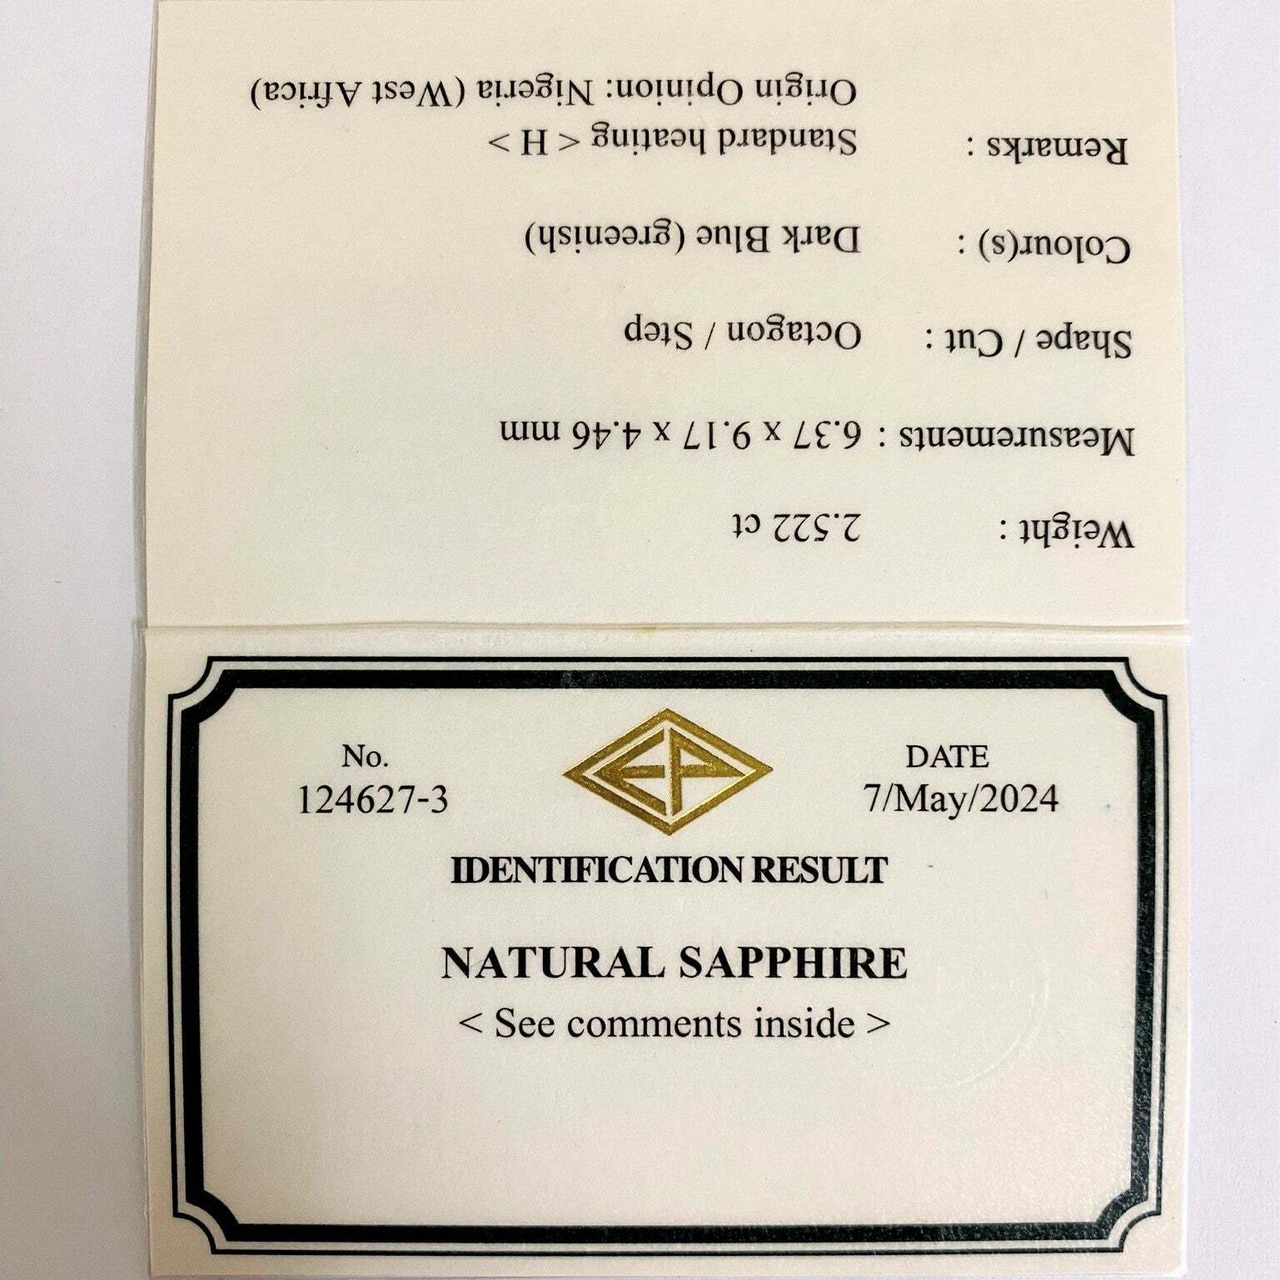 Weight : 2.522 ct
Measurements : 6.37 x 9.17 x 4.46 mm
Shape / Cut : Octagon / Step
Colour(s) : Dark Blue (greenish)
Remarks : Standard heating < H >
Origin Opinion: Nigeria (West Africa)
No.
124627-3
DATE
7/May/2024
IDENTIFICATION RESULT
NATURAL SAPPHIRE
< See comments inside >